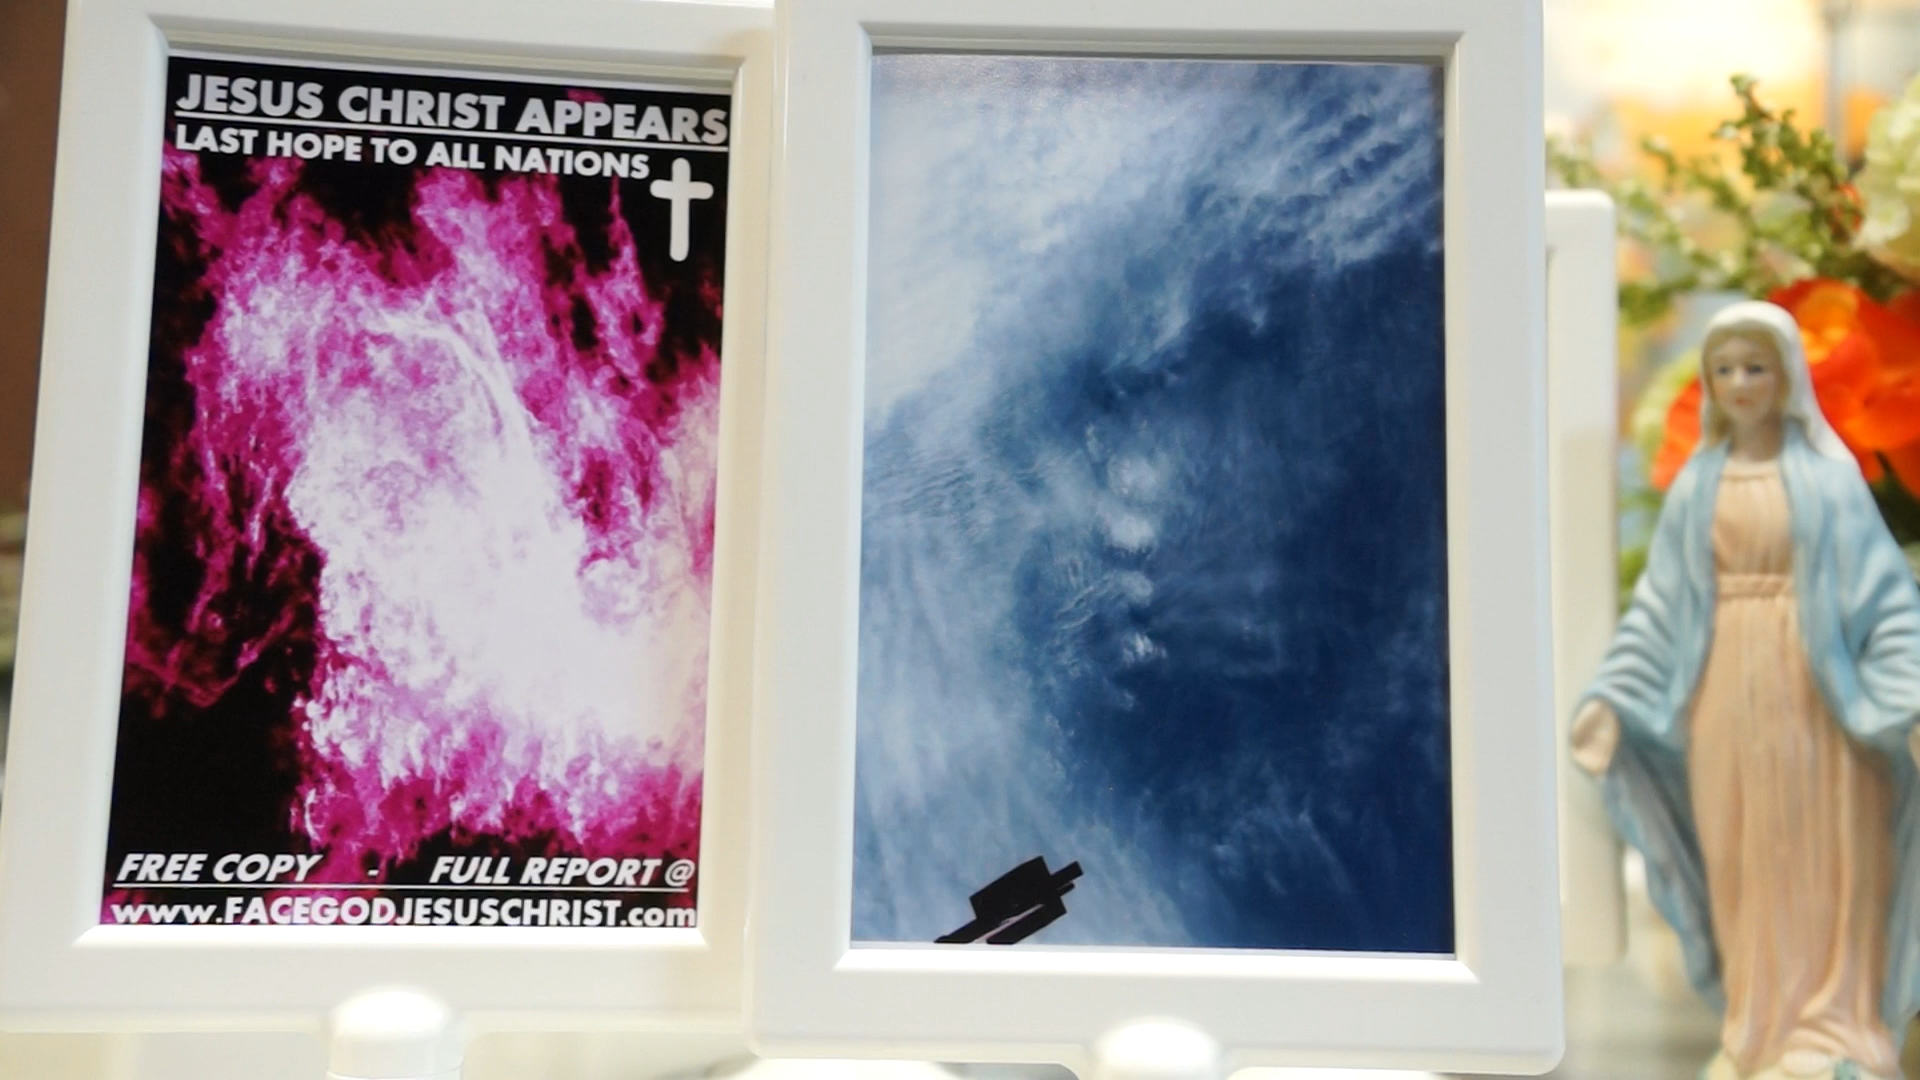 JESUS CHRIST APPEARS
LAST HOPE TO ALL NATIONS
FREE COPY - FULL REPORT @
www.FACEGODJESUSCHRIST.com